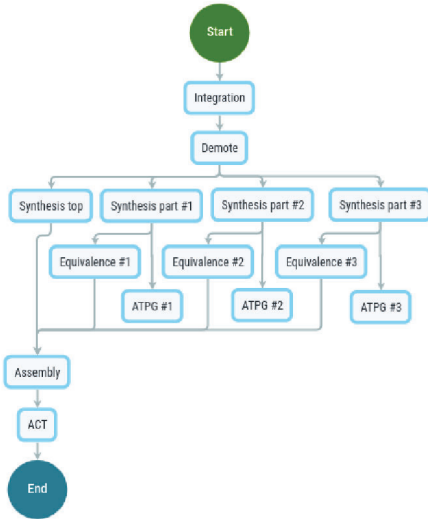 Start
Integration
Demote
Synthesis top
Synthesis part #1
Synthesis part #2
Synthesis part #3
Equivalence #1
Equivalence #2
Equivalence #3
ATPG #1
ATPG #2
ATPG #3
Assembly
ACT
End